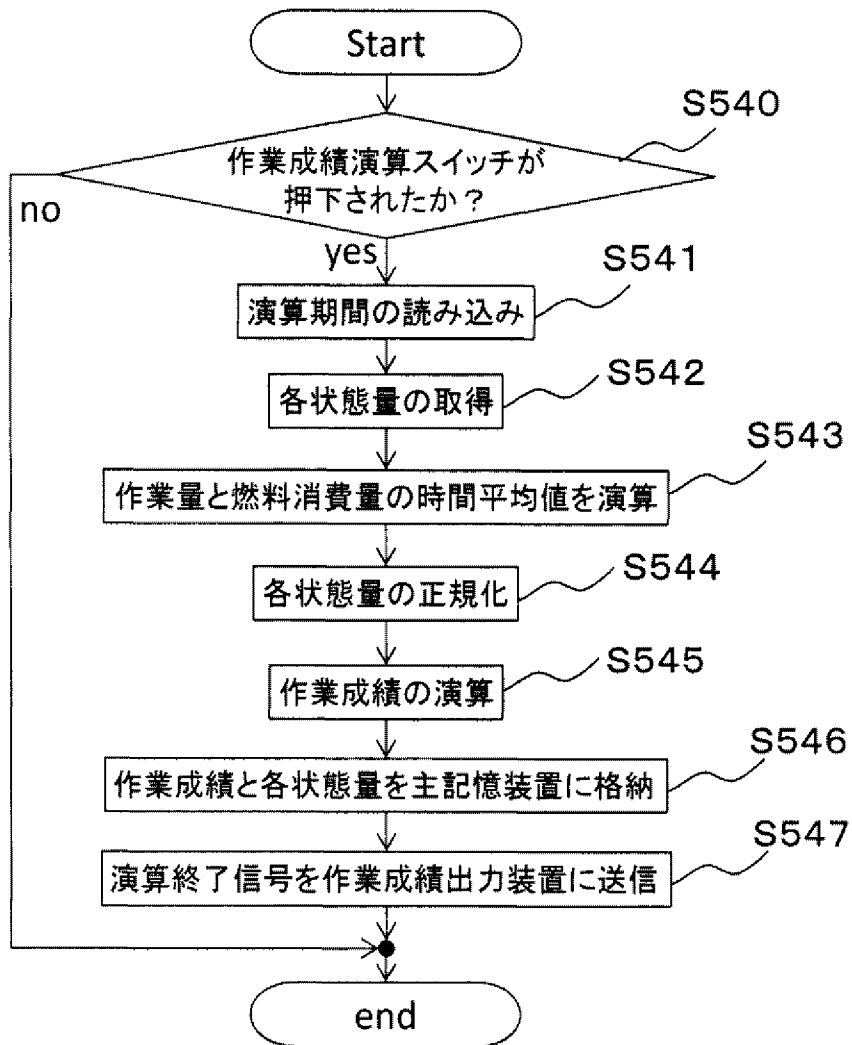 Start
S540
作業成績演算スイッチが
押下されたか？
no
yes
S541
演算期間の読み込み
S542
各状態量の取得
S543
作業量と燃料消費量の時間平均値を演算
S544
各状態量の正規化
S545
作業成績の演算
S546
作業成績と各状態量を主記憶装置に格納
S547
演算終了信号を作業成績出力装置に送信
end